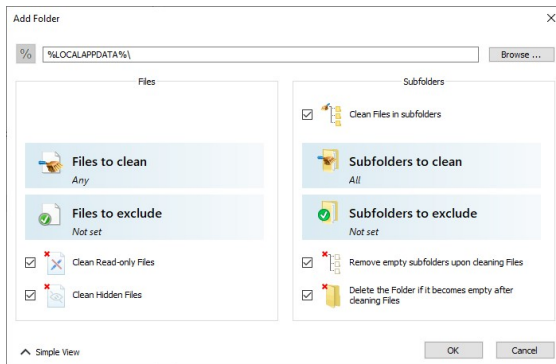 Add Folder
%
%LOCALAPPDATA%\
Browse ...
Files
Files to clean
Any
Files to exclude
Not set
Clean Read-only Files
Clean Hidden Files
Subfolders
Clean Files in subfolders
Subfolders to clean
All
Subfolders to exclude
Not set
Remove empty subfolders upon cleaning Files
Delete the Folder if it becomes empty after
cleaning Files
Simple View
OK
Cancel